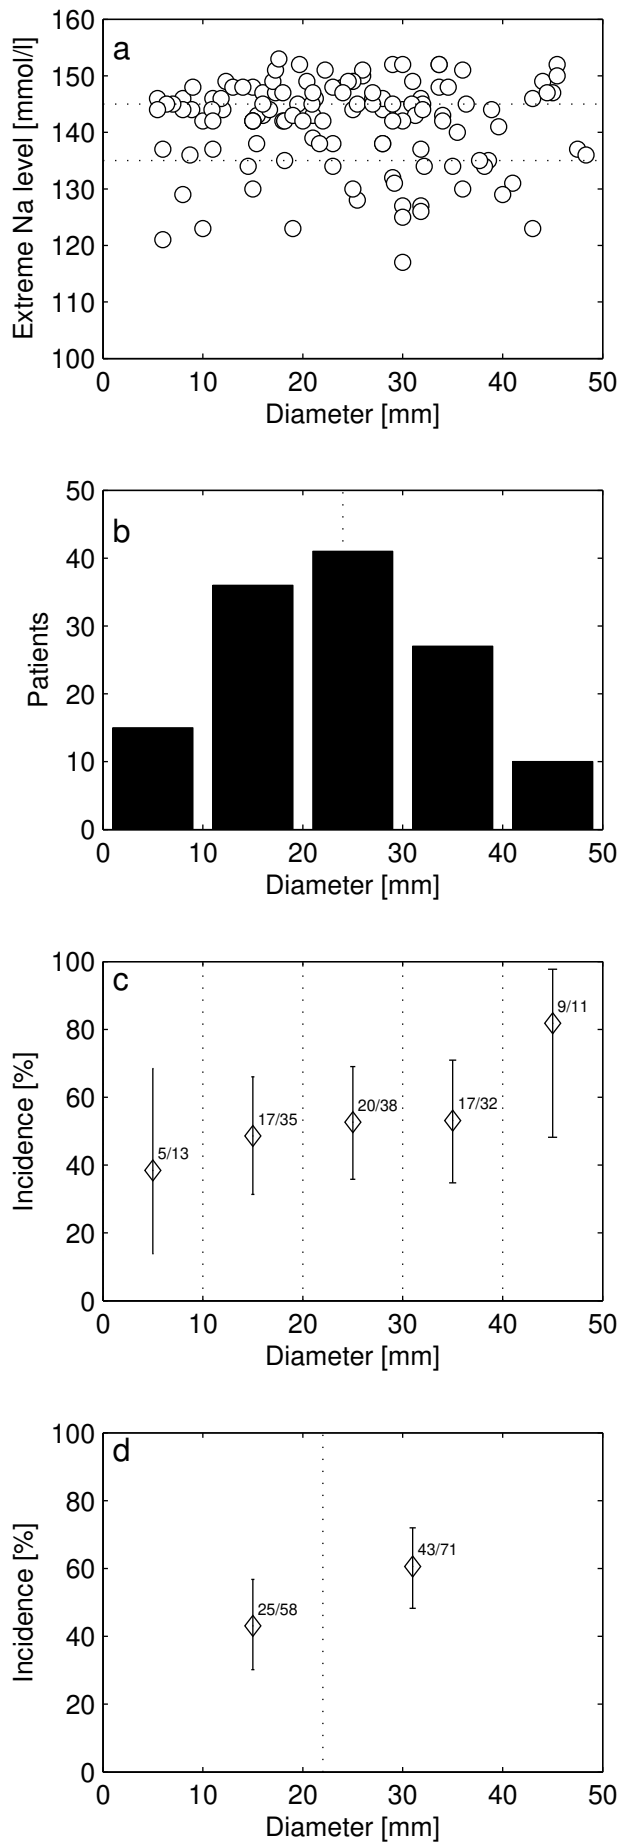 160
a
150
140
130
120
110
100
0 10 20 30 40 50
Extreme Na level [mmol/l]
Diameter [mm]
50
b
40
30
20
10
0
0 10 20 30 40 50
Patients
Diameter [mm]
100
c
9/11
80
60
17/35
20/38
17/32
5/13
40
20
0
0 10 20 30 40 50
Incidence [%]
Diameter [mm]
100
d
80
43/71
60
25/58
40
20
0
0 10 20 30 40 50
Incidence [%]
Diameter [mm]